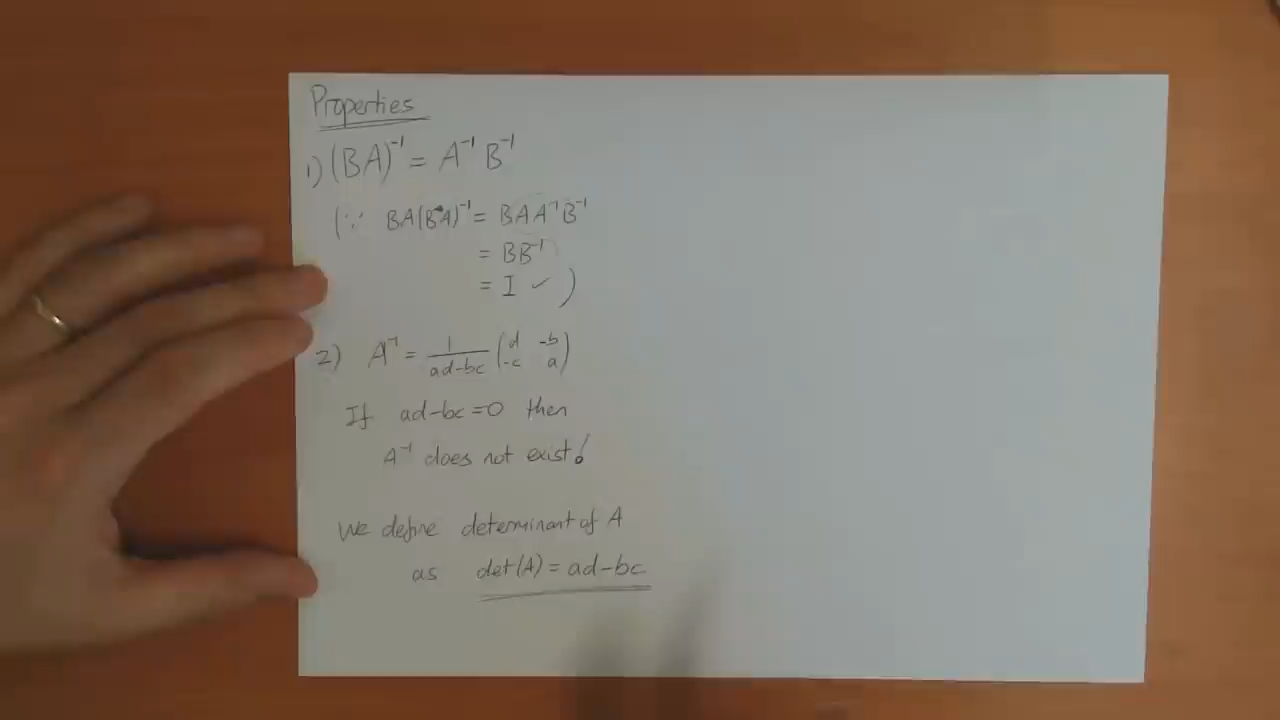 Properties
1) (BA)⁻¹ = A⁻¹ B⁻¹
(∵ BA(BA)⁻¹ = BAA⁻¹B⁻¹
= BB⁻¹
= I ✓ )
2) A⁻¹ = 1/(ad-bc) (d -b
-c a)
If ad-bc=0 then
A⁻¹ does not exist!
We define determinant of A
as det(A) = ad-bc